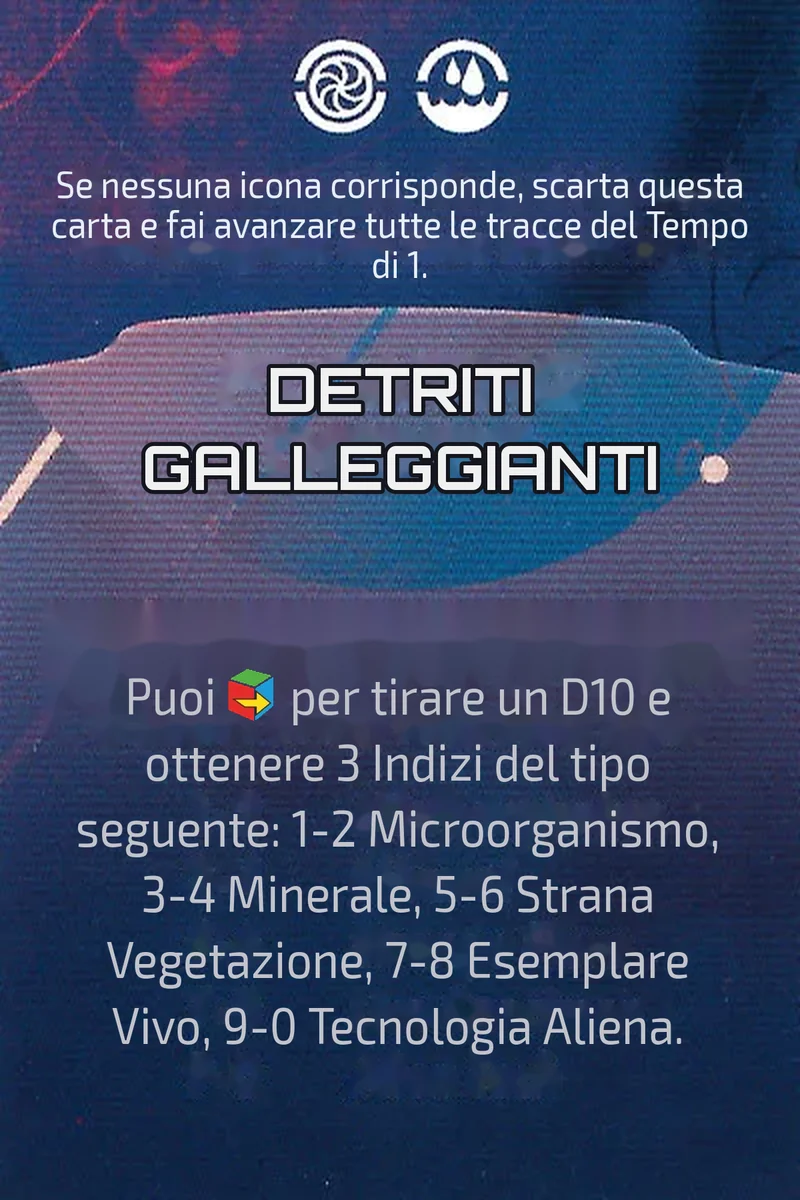 Se nessuna icona corrisponde, scarta questa
carta e fai avanzare tutte le tracce del Tempo
di 1.
DETRITI
GALLEGGIANTI
Puoi per tirare un D10 e
ottenere 3 Indizi del tipo
seguente: 1-2 Microorganismo,
3-4 Minerale, 5-6 Strana
Vegetazione, 7-8 Esemplare
Vivo, 9-0 Tecnologia Aliena.